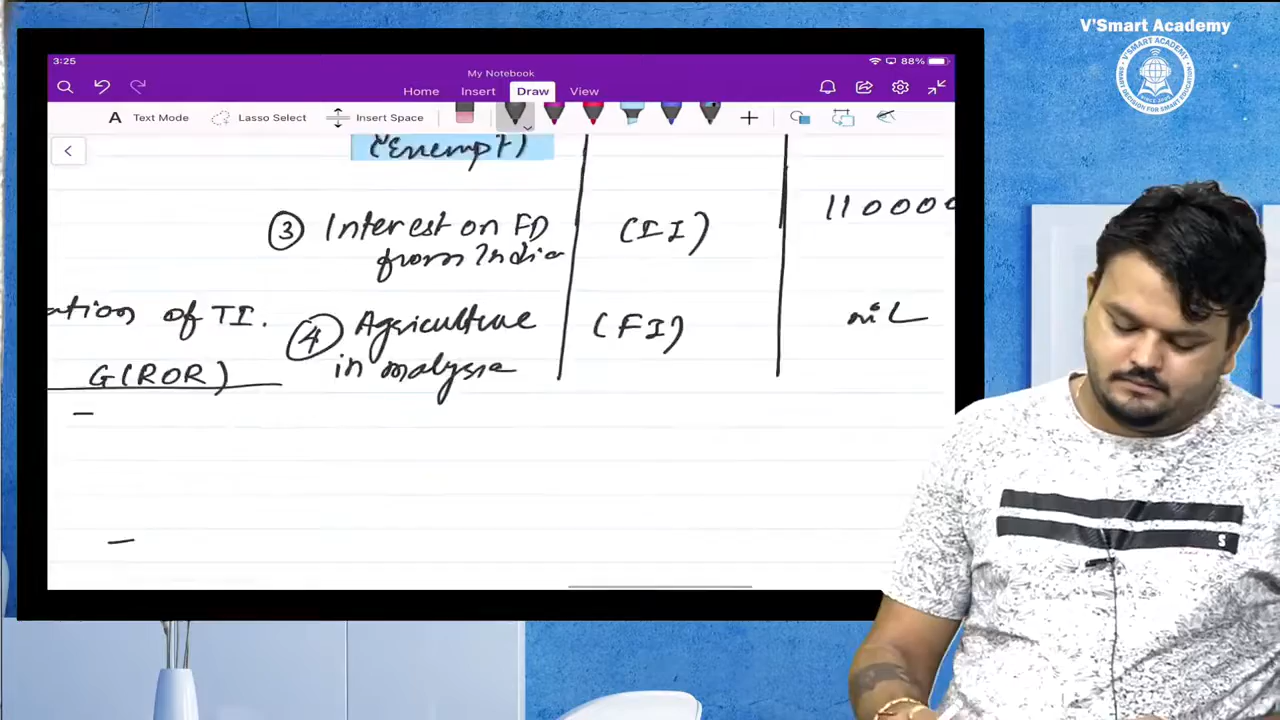 V'Smart Academy
3:25
88%
My Notebook
Home Insert Draw View
Text Mode Lasso Select Insert Space
("Exempt)
③ Interest on FD from India (II) 110000
ation of TI.
④ Agriculture in malysia (FI) nil
G(ROR)